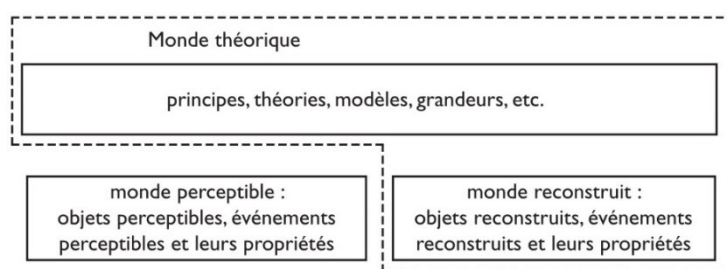 Monde théorique
principes, théories, modèles, grandeurs, etc.
monde perceptible :
objets perceptibles, événements
perceptibles et leurs propriétés
monde reconstruit :
objets reconstruits, événements
reconstruits et leurs propriétés